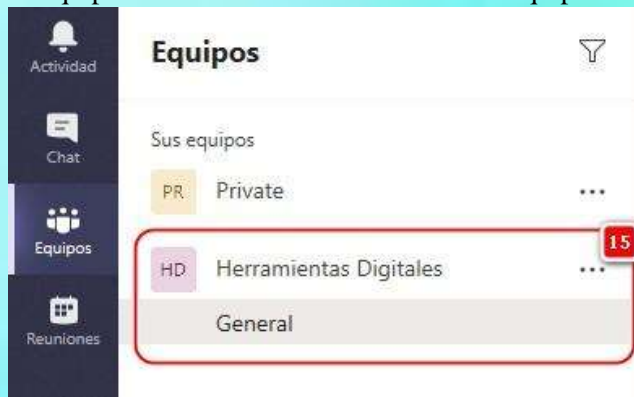 Actividad
Chat
Equipos
Reuniones
Equipos
Sus equipos
PR Private ...
15
HD Herramientas Digitales ...
General